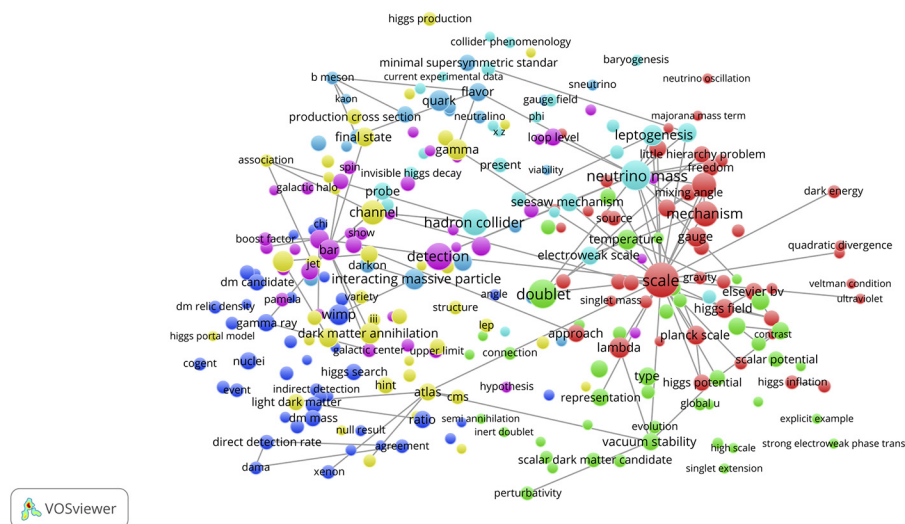 higgs production
collider phenomenology
minimal supersymmetric standar
baryogenesis
b meson
current experimental data
sneutrino
neutrino oscillation
kaon
quark
flavor
gauge field
production cross section
neutralino
phi
majorana mass term
final state
x z
loop level
leptogenesis
gamma
little hierarchy problem
association
spin
present
viability
freedom
invisible higgs decay
neutrino mass
galactic halo
probe
mixing angle
dark energy
channel
seesaw mechanism
hadron collider
source
mechanism
chi
boost factor
show
temperature
gauge
bar
quadratic divergence
jet
darkon
detection
electroweak scale
dm candidate
interacting massive particle
scale
gravity
veltman condition
pamela
variety
angle
doublet
singlet mass
elsevier bv
ultraviolet
dm relic density
wimp
structure
higgs field
gamma ray
iii
lep
higgs portal model
dark matter annihilation
approach
planck scale
contrast
galactic center
upper limit
connection
lambda
cogent
nuclei
scalar potential
higgs search
event
indirect detection
hint
hypothesis
type
higgs potential
higgs inflation
light dark matter
atlas
cms
representation
global u
dm mass
ratio
semi annihilation
explicit example
null result
inert doublet
evolution
direct detection rate
agreement
vacuum stability
high scale
strong electroweak phase trans
dama
xenon
scalar dark matter candidate
singlet extension
perturbativity
VOSviewer